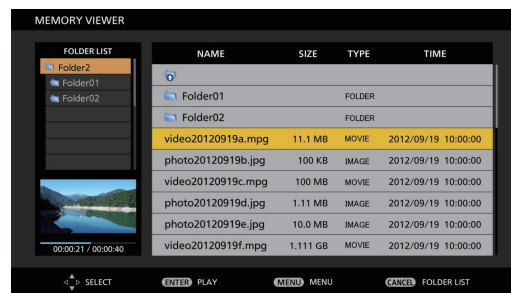 MEMORY VIEWER
FOLDER LIST
Folder2
Folder01
Folder02
00:00:21 / 00:00:40
NAME SIZE TYPE TIME
Folder01 FOLDER
Folder02 FOLDER
video20120919a.mpg 11.1 MB MOVIE 2012/09/19 10:00:00
photo20120919b.jpg 100 KB IMAGE 2012/09/19 10:00:00
video20120919c.mpg 100 MB MOVIE 2012/09/19 10:00:00
photo20120919d.jpg 1.11 MB IMAGE 2012/09/19 10:00:00
photo20120919e.jpg 10.0 MB IMAGE 2012/09/19 10:00:00
video20120919f.mpg 1.111 GB MOVIE 2012/09/19 10:00:00
SELECT ENTER PLAY MENU MENU CANCEL FOLDER LIST